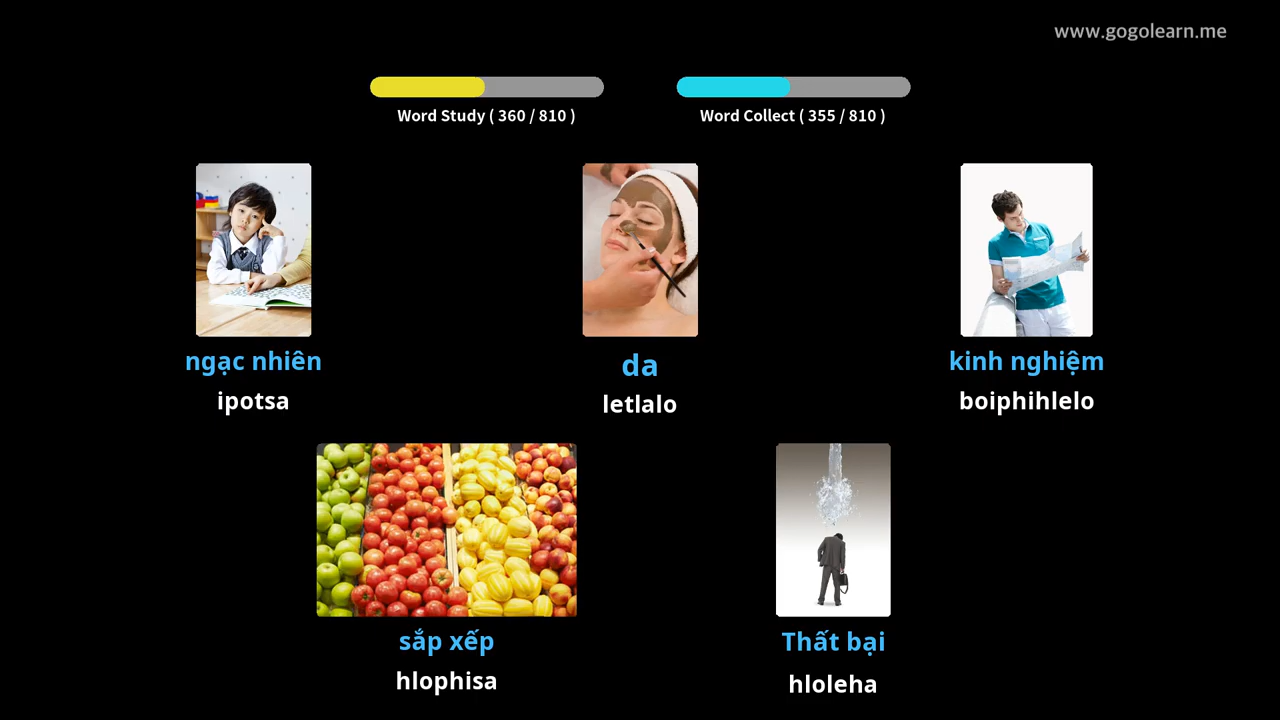 www.gogolearn.me
Word Study ( 360 / 810 )
Word Collect ( 355 / 810 )
ngạc nhiên
ipotsa
da
letlalo
kinh nghiệm
boiphihlelo
sắp xếp
hlophisa
Thất bại
hloleha